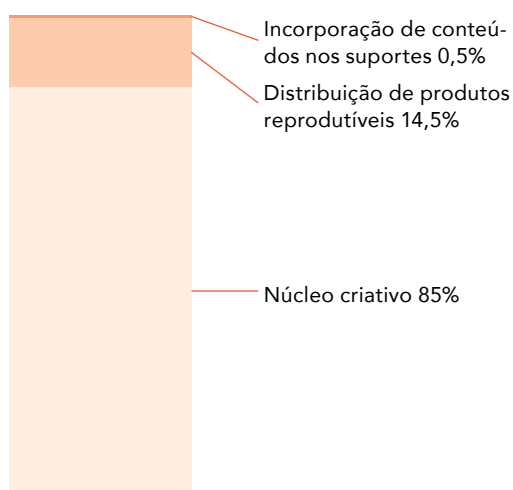 Incorporação de conteú-
dos nos suportes 0,5%
Distribuição de produtos
reprodutíveis 14,5%
Núcleo criativo 85%